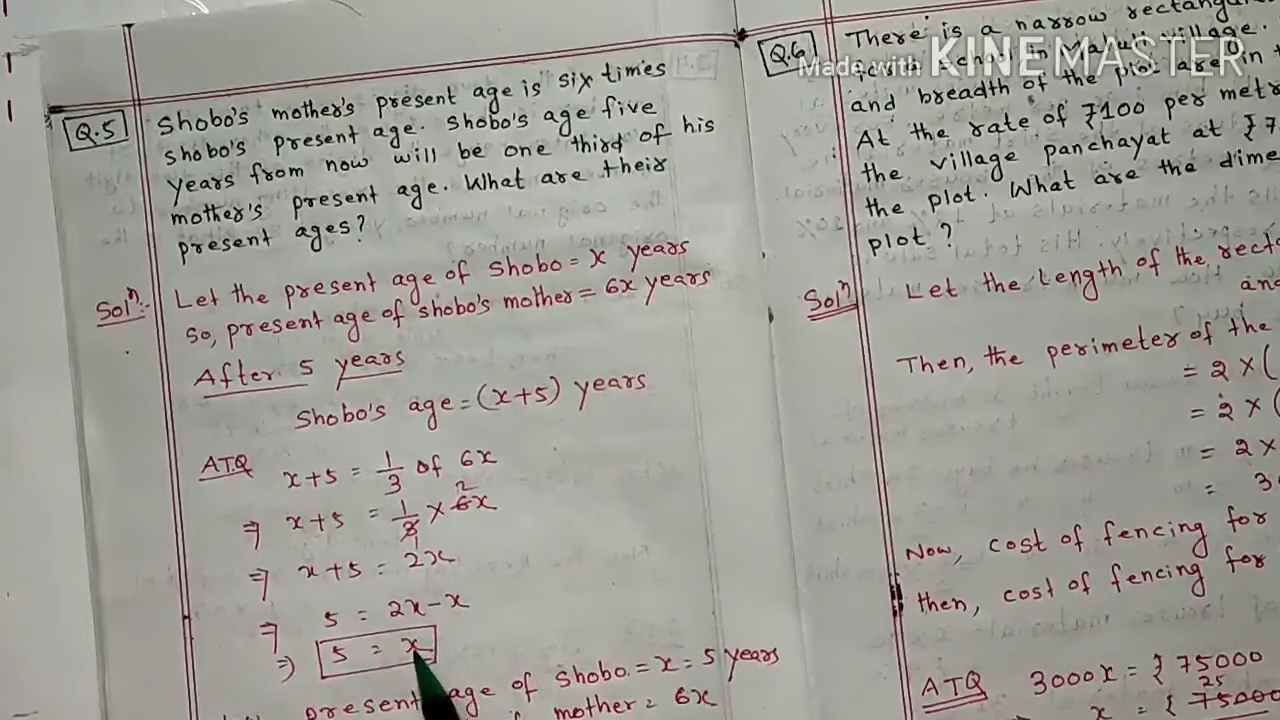 Q.5 Shobo's mother's present age is six times
shobo's present age. Shobo's age five
years from now will be one third of his
mother's present age. What are their
present ages?
Solⁿ:- Let the present age of Shobo = x years
So, present age of shobo's mother = 6x years
After 5 years
Shobo's age = (x+5) years
ATQ x+5 = 1/3 of 6x
⇒ x+5 = 1/3 × 6x 2 1
⇒ x+5 = 2x
⇒ 5 = 2x-x
⇒ 5 = x
present age of Shobo = x = 5 years
mother = 6x
Q.6 There is a narrow rectangul
village.
Made with KINEMASTER
and breadth of the plot are in
At the rate of ₹100 per metr
the village panchayat at ₹7
the plot. What are the dime
plot?
Solⁿ Let the length of the recta
an
Then, the perimeter of the
= 2 × (
= 2 × (
= 2 ×
= 3
Now, cost of fencing for
then, cost of fencing for
ATQ 3000x = ₹ 75000
25
x = ₹ 75000